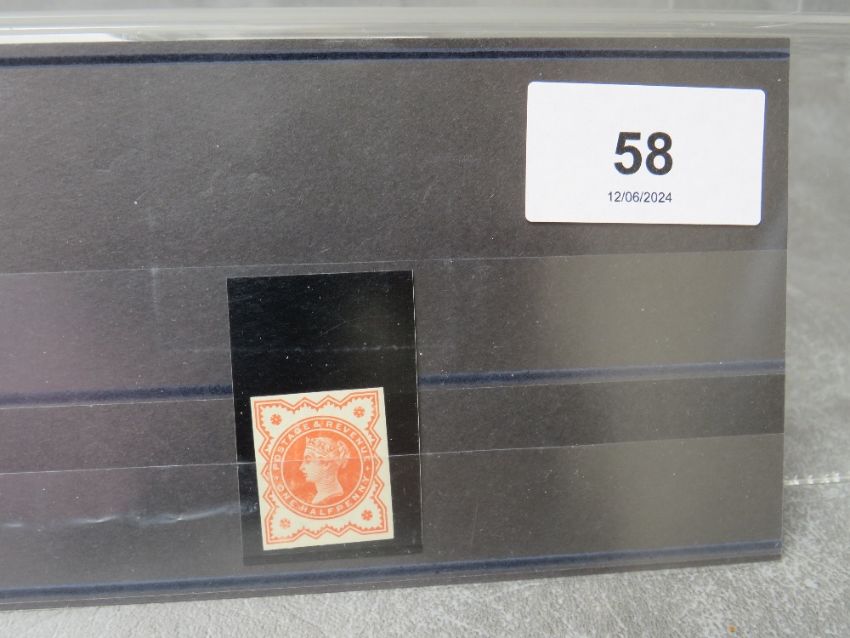 58
12/06/2024
POSTAGE & REVENUE
ONE HALFPENNY